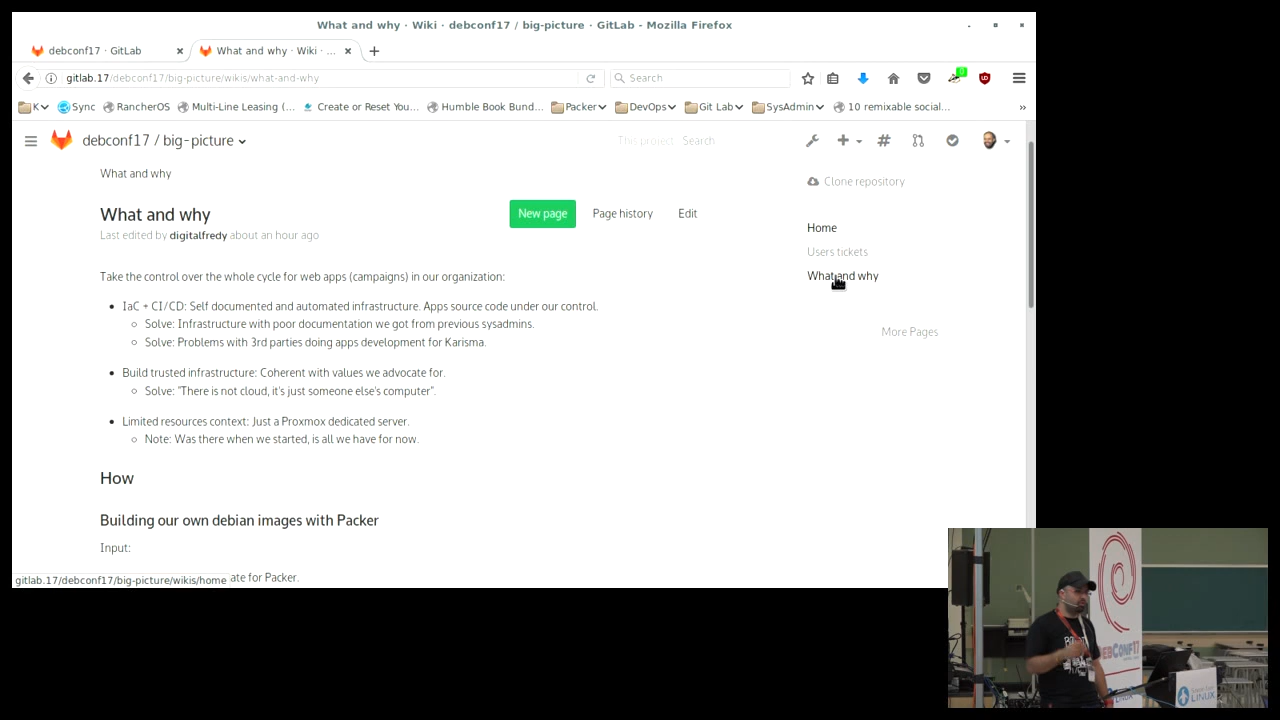 What and why · Wiki · debconf17 / big-picture · GitLab - Mozilla Firefox
debconf17 · GitLab
What and why · Wiki · ...
gitlab.17/debconf17/big-picture/wikis/what-and-why
Search
K
Sync
RancherOS
Multi-Line Leasing (...
Create or Reset You...
Humble Book Bund...
Packer
DevOps
Git Lab
SysAdmin
10 remixable social...
debconf17 / big-picture
This project
Search
What and why
Clone repository
What and why
New page
Page history
Edit
Last edited by digitalfredy about an hour ago
Home
Users tickets
What and why
More Pages
Take the control over the whole cycle for web apps (campaigns) in our organization:
IaC + CI/CD: Self documented and automated infrastructure. Apps source code under our control.
Solve: Infrastructure with poor documentation we got from previous sysadmins.
Solve: Problems with 3rd parties doing apps development for Karisma.
Build trusted infrastructure: Coherent with values we advocate for.
Solve: "There is not cloud, it's just someone else's computer".
Limited resources context: Just a Proxmox dedicated server.
Note: Was there when we started, is all we have for now.
How
Building our own debian images with Packer
Input:
ate for Packer.
gitlab.17/debconf17/big-picture/wikis/home
DEBCONF17
LINUX